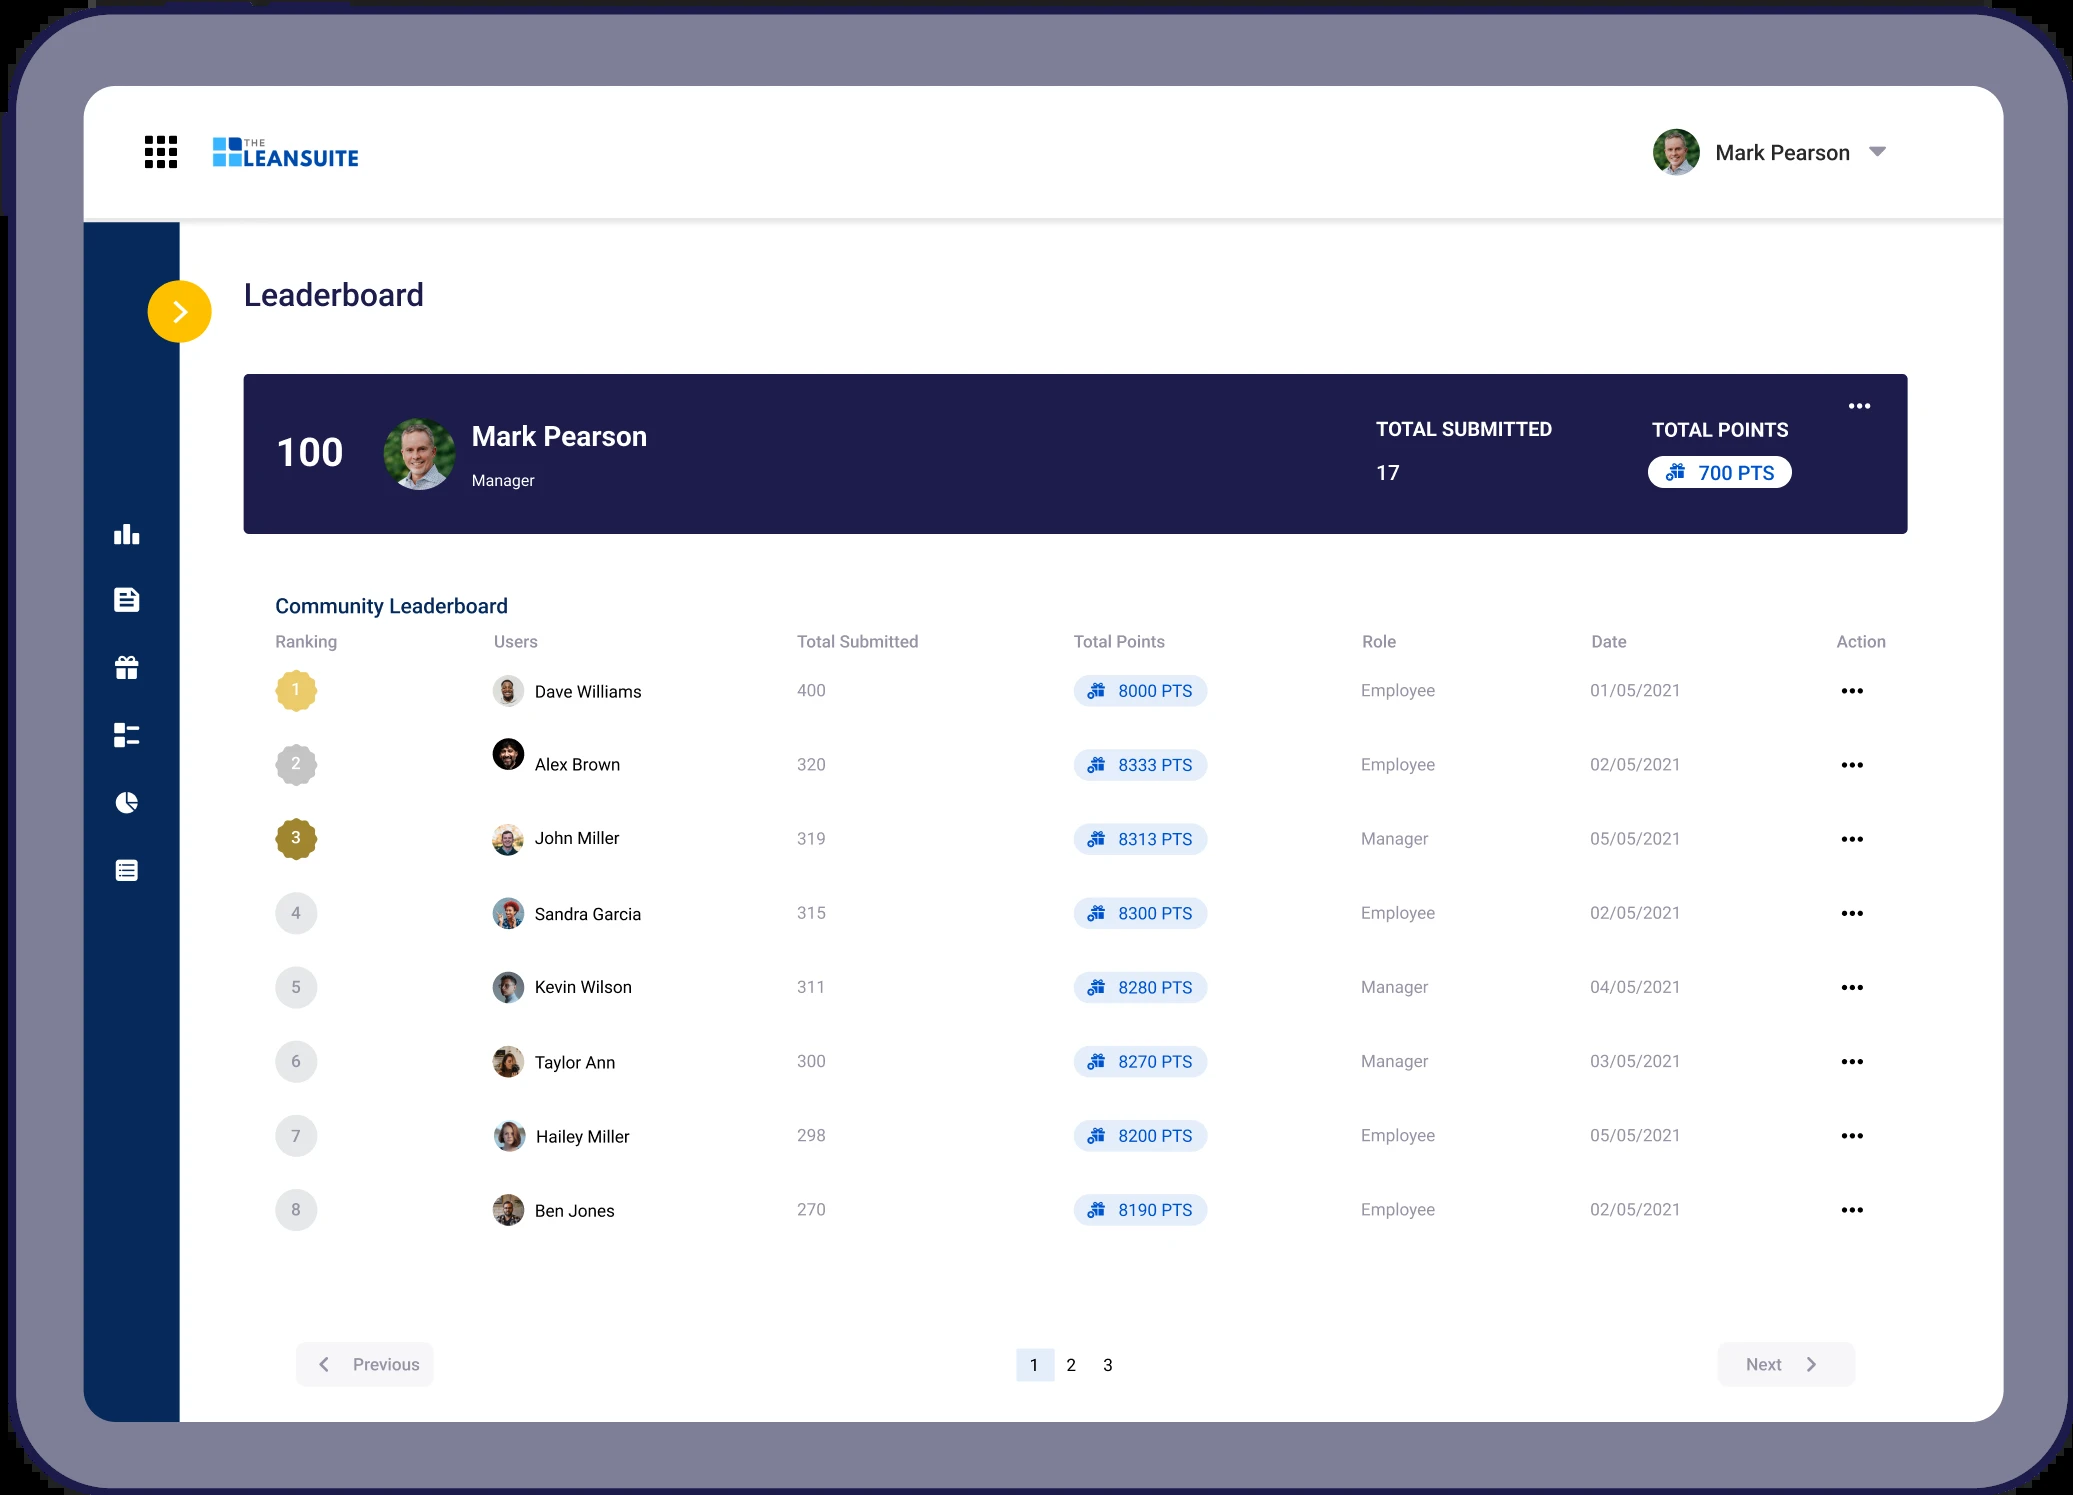 THE
LEANSUITE
Mark Pearson
Leaderboard
100
Mark Pearson
Manager
TOTAL SUBMITTED
17
TOTAL POINTS
700 PTS
Community Leaderboard
Ranking Users Total Submitted Total Points Role Date Action
1 Dave Williams 400 8000 PTS Employee 01/05/2021
2 Alex Brown 320 8333 PTS Employee 02/05/2021
3 John Miller 319 8313 PTS Manager 05/05/2021
4 Sandra Garcia 315 8300 PTS Employee 02/05/2021
5 Kevin Wilson 311 8280 PTS Manager 04/05/2021
6 Taylor Ann 300 8270 PTS Manager 03/05/2021
7 Hailey Miller 298 8200 PTS Employee 05/05/2021
8 Ben Jones 270 8190 PTS Employee 02/05/2021
Previous 1 2 3 Next